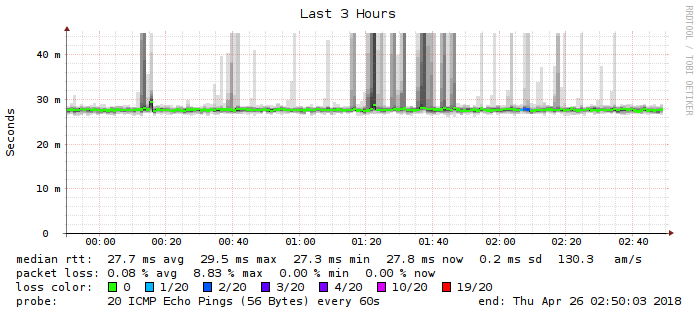 Last 3 Hours
RRDTOOL / TOBI OETIKER
Seconds
40 m
30 m
20 m
10 m
0
00:00 00:20 00:40 01:00 01:20 01:40 02:00 02:20 02:40
median rtt: 27.7 ms avg 29.5 ms max 27.3 ms min 27.8 ms now 0.2 ms sd 130.3 am/s
packet loss: 0.08 % avg 8.83 % max 0.00 % min 0.00 % now
loss color: 0 1/20 2/20 3/20 4/20 10/20 19/20
probe: 20 ICMP Echo Pings (56 Bytes) every 60s end: Thu Apr 26 02:50:03 2018